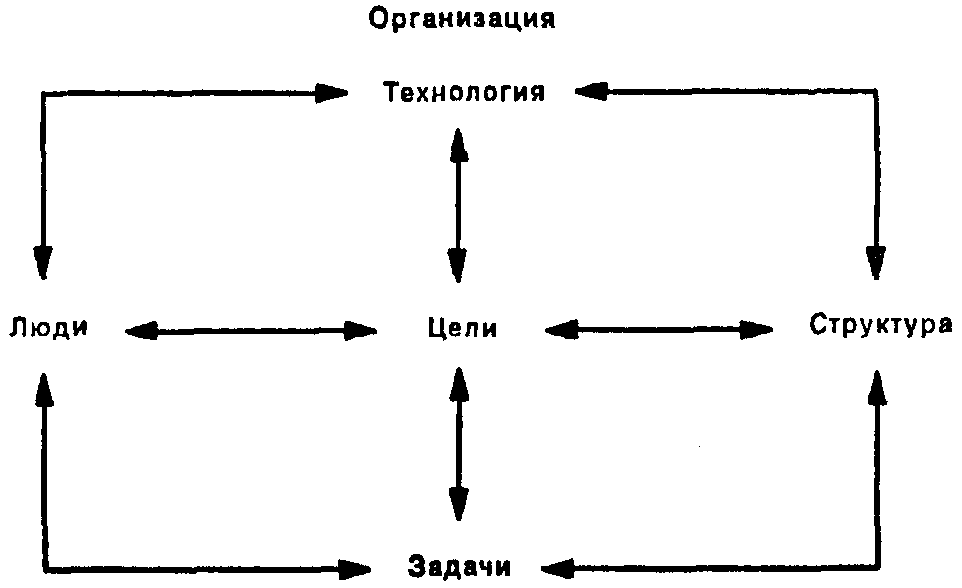 Организация
Технология
Люди
Цели
Структура
Задачи